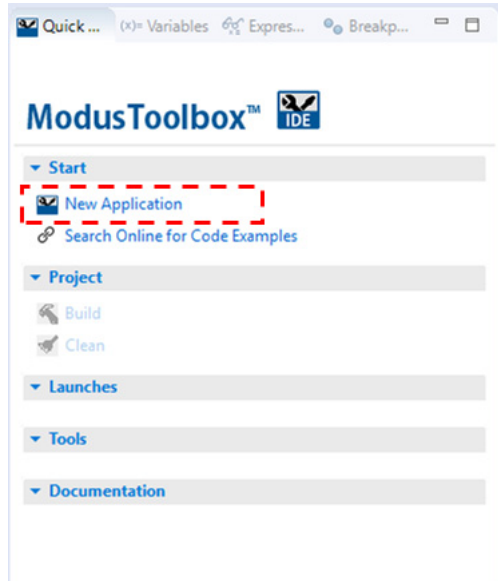 Quick ... (x)= Variables Expres... Breakp...
ModusToolbox™ IDE
Start
New Application
Search Online for Code Examples
Project
Build
Clean
Launches
Tools
Documentation